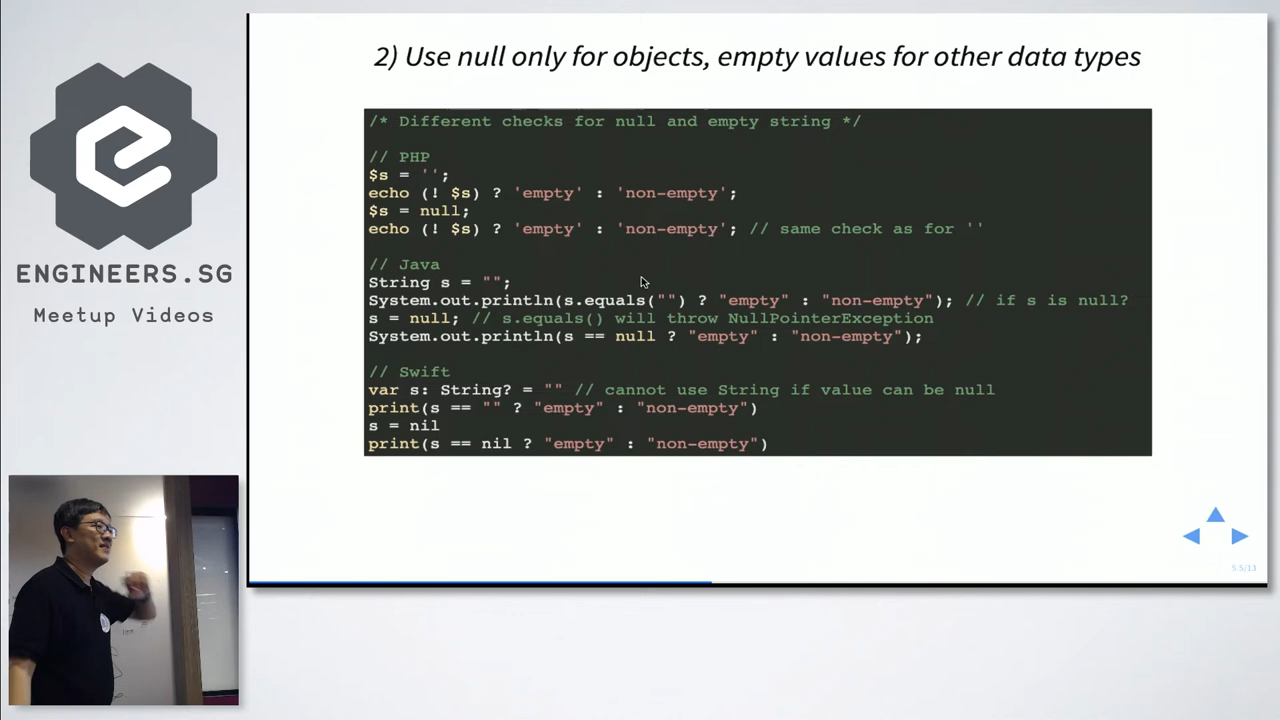 2) Use null only for objects, empty values for other data types
/* Different checks for null and empty string */
// PHP
$s = '';
echo (! $s) ? 'empty' : 'non-empty';
$s = null;
echo (! $s) ? 'empty' : 'non-empty'; // same check as for ''
// Java
String s = "";
System.out.println(s.equals("") ? "empty" : "non-empty"); // if s is null?
s = null; // s.equals() will throw NullPointerException
System.out.println(s == null ? "empty" : "non-empty");
// Swift
var s: String? = "" // cannot use String if value can be null
print(s == "" ? "empty" : "non-empty")
s = nil
print(s == nil ? "empty" : "non-empty")
ENGINEERS.SG
Meetup Videos
5.5/13